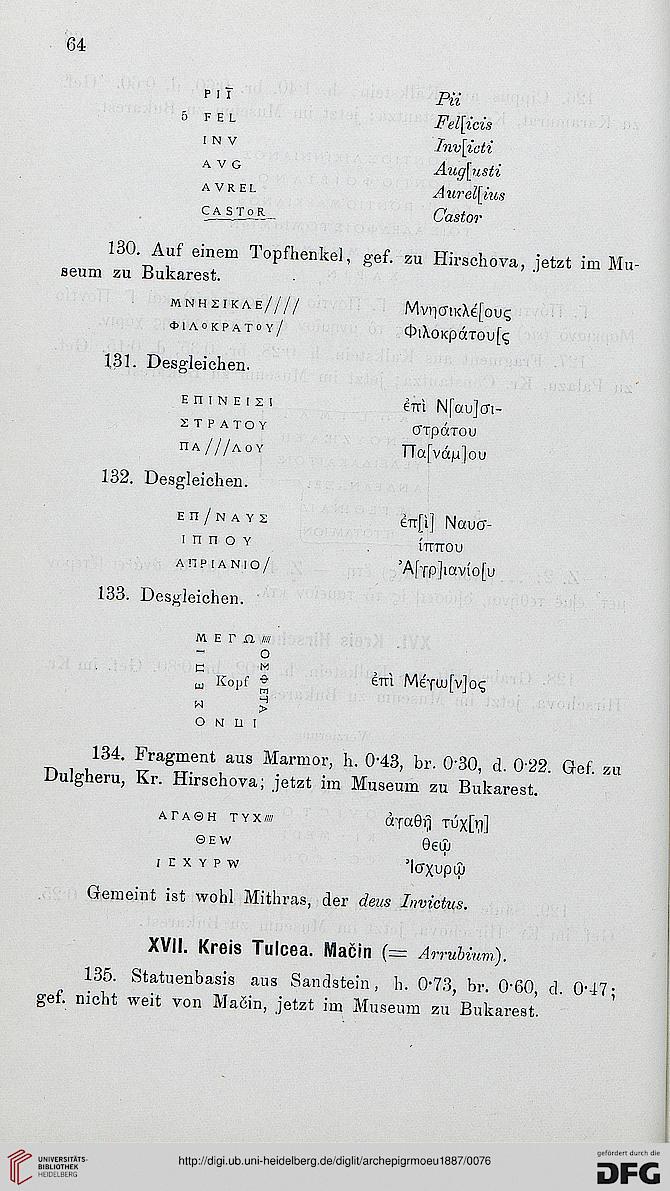 64
PIĪ Pii
5 FEL Fel[icis
INV Inv[icti
AVG Aug[usti
AVREL Aurel[ius
CASToR Castor
130. Auf einem Topfhenkel, gef. zu Hirschova, jetzt im Mu-
seum zu Bukarest.
ΜΝΗΣΙΚΛΕ//// Μνησικλέ[ους
ΦΙΛΟΚΡΑΤΟΥ/ Φιλοκράτου[ς
131. Desgleichen.
ΕΠΙΝΕΙΣΙ ἐπὶ Ν[αυ]σι-
ΣΤΡΑΤΟΥ στράτου
ΠΑ///ΛΟΥ Πα[νάμ]ου
132. Desgleichen.
ΕΠ/ΝΑΥΣ ἐπ[ὶ] Ναυσ-
ΙΠΠΟΥ ίππου
ΑΠΡΙΑΝΙΟ/ Ἀ[γρ]ιανίο[υ
133. Desgleichen.
ΜΕΓΩ////
Kopf ἐπὶ Μέγω[ν]ος
ΟΝΠΙ
134. Fragment aus Marmor, h. 0·43, br. 0·30, d. 0·22. Gef. zu
Dulgheru, Kr. Hirschova; jetzt im Museum zu Bukarest.
ΑΓΑΘΗ ΤΥΧ//// ἀγαθῇ τύχ[ῃ]
ΘΕW θεῷ
ΙΣΧΥΡW Ἰσχυρῷ
Gemeint ist wohl Mithras, der deus Invictus.
XVII. Kreis Tulcea. Mačin (= Arrubium).
135. Statuenbasis aus Sandstein, h. 0·73, br. 0·60, d. 0·47;
gef. nicht weit von Mačin, jetzt im Museum zu Bukarest.
UNIVERSITÄTS-
BIBLIOTHEK
HEIDELBERG
http://digi.ub.uni-heidelberg.de/diglit/archepigrmoeu1887/0076
gefördert durch die
DFG